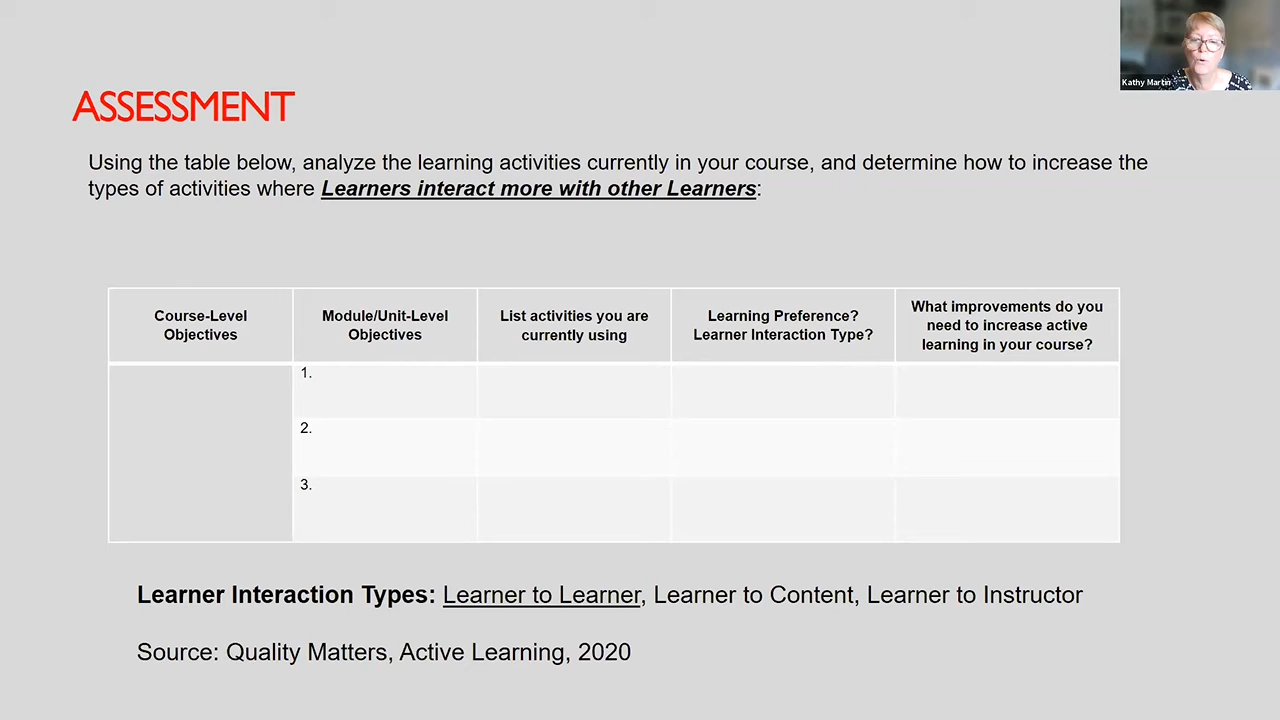 Kathy Martin
ASSESSMENT
Using the table below, analyze the learning activities currently in your course, and determine how to increase the
types of activities where Learners interact more with other Learners:
Course-Level
Objectives
Module/Unit-Level
Objectives
List activities you are
currently using
Learning Preference?
Learner Interaction Type?
What improvements do you
need to increase active
learning in your course?
1.
2.
3.
Learner Interaction Types: Learner to Learner, Learner to Content, Learner to Instructor
Source: Quality Matters, Active Learning, 2020